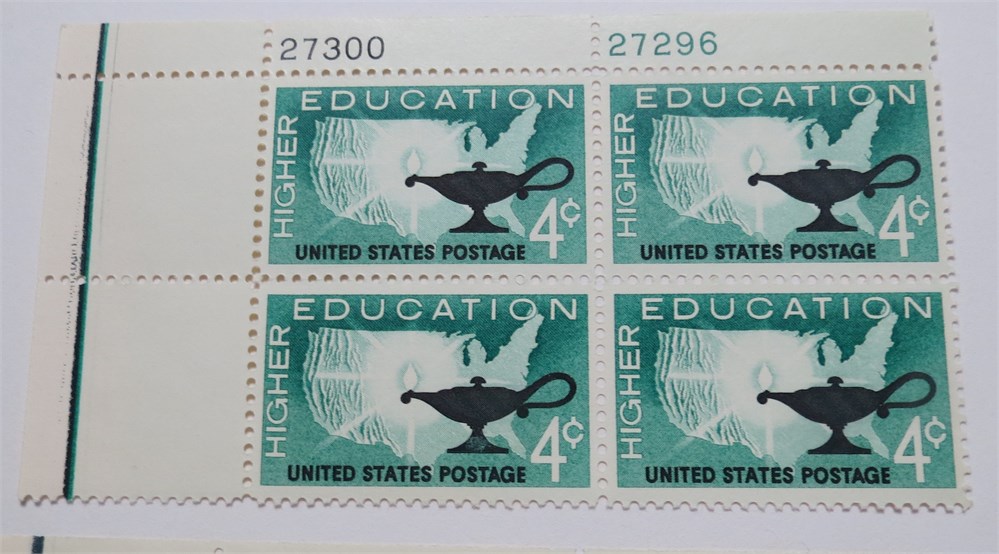 27300 27296
HIGHER EDUCATION
UNITED STATES POSTAGE 4¢
HIGHER EDUCATION
UNITED STATES POSTAGE 4¢
HIGHER EDUCATION
UNITED STATES POSTAGE 4¢
HIGHER EDUCATION
UNITED STATES POSTAGE 4¢